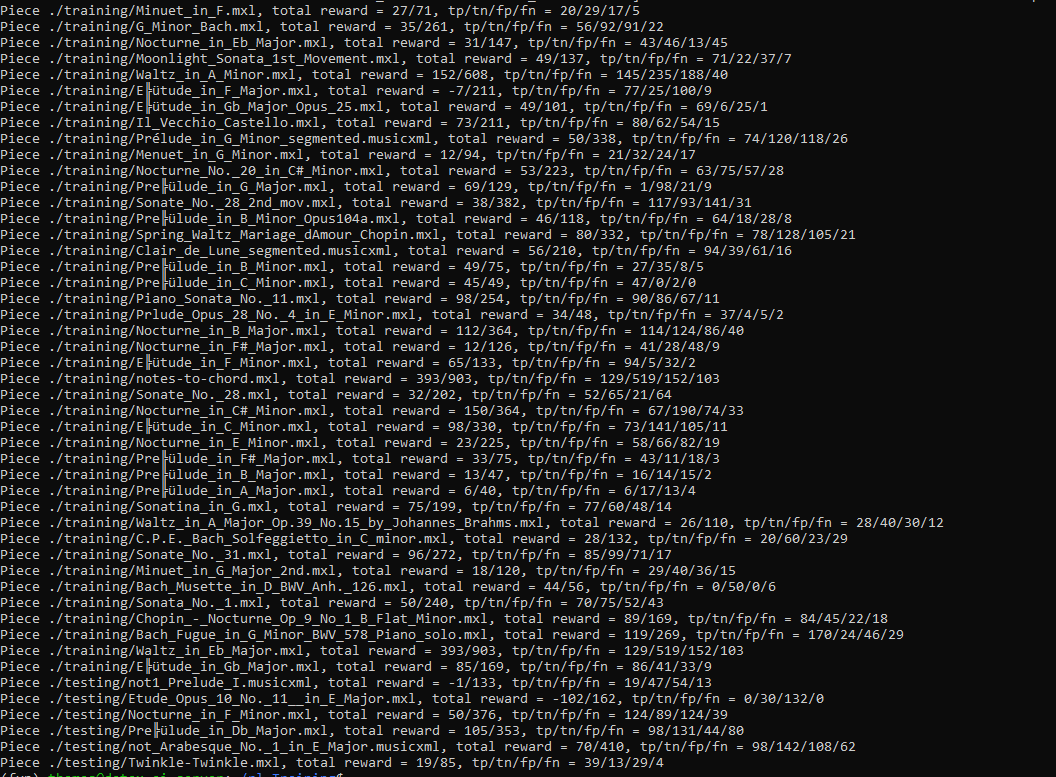 Piece ./training/Minuet_in_F.mxl, total reward = 27/71, tp/tn/fp/fn = 20/29/17/5
Piece ./training/G_Minor_Bach.mxl, total reward = 35/261, tp/tn/fp/fn = 56/92/91/22
Piece ./training/Nocturne_in_Eb_Major.mxl, total reward = 31/147, tp/tn/fp/fn = 43/46/13/45
Piece ./training/Moonlight_Sonata_1st_Movement.mxl, total reward = 49/137, tp/tn/fp/fn = 71/22/37/7
Piece ./training/Waltz_in_A_Minor.mxl, total reward = 152/608, tp/tn/fp/fn = 145/235/188/40
Piece ./training/E╠ütude_in_F_Major.mxl, total reward = -7/211, tp/tn/fp/fn = 77/25/100/9
Piece ./training/E╠ütude_in_Gb_Major_Opus_25.mxl, total reward = 49/101, tp/tn/fp/fn = 69/6/25/1
Piece ./training/Il_Vecchio_Castello.mxl, total reward = 73/211, tp/tn/fp/fn = 80/62/54/15
Piece ./training/Prélude_in_G_Minor_segmented.musicxml, total reward = 50/338, tp/tn/fp/fn = 74/120/118/26
Piece ./training/Menuet_in_G_Minor.mxl, total reward = 12/94, tp/tn/fp/fn = 21/32/24/17
Piece ./training/Nocturne_No._20_in_C#_Minor.mxl, total reward = 53/223, tp/tn/fp/fn = 63/75/57/28
Piece ./training/Pre╠ülude_in_G_Major.mxl, total reward = 69/129, tp/tn/fp/fn = 1/98/21/9
Piece ./training/Sonate_No._28_2nd_mov.mxl, total reward = 38/382, tp/tn/fp/fn = 117/93/141/31
Piece ./training/Pre╠ülude_in_B_Minor_Opus104a.mxl, total reward = 46/118, tp/tn/fp/fn = 64/18/28/8
Piece ./training/Spring_Waltz_Mariage_dAmour_Chopin.mxl, total reward = 80/332, tp/tn/fp/fn = 78/128/105/21
Piece ./training/Clair_de_Lune_segmented.musicxml, total reward = 56/210, tp/tn/fp/fn = 94/39/61/16
Piece ./training/Pre╠ülude_in_B_Minor.mxl, total reward = 49/75, tp/tn/fp/fn = 27/35/8/5
Piece ./training/Pre╠ülude_in_C_Minor.mxl, total reward = 45/49, tp/tn/fp/fn = 47/0/2/0
Piece ./training/Piano_Sonata_No._11.mxl, total reward = 98/254, tp/tn/fp/fn = 90/86/67/11
Piece ./training/Prlude_Opus_28_No._4_in_E_Minor.mxl, total reward = 34/48, tp/tn/fp/fn = 37/4/5/2
Piece ./training/Nocturne_in_B_Major.mxl, total reward = 112/364, tp/tn/fp/fn = 114/124/86/40
Piece ./training/Nocturne_in_F#_Major.mxl, total reward = 12/126, tp/tn/fp/fn = 41/28/48/9
Piece ./training/E╠ütude_in_F_Minor.mxl, total reward = 65/133, tp/tn/fp/fn = 94/5/32/2
Piece ./training/notes-to-chord.mxl, total reward = 393/903, tp/tn/fp/fn = 129/519/152/103
Piece ./training/Sonate_No._28.mxl, total reward = 32/202, tp/tn/fp/fn = 52/65/21/64
Piece ./training/Nocturne_in_C#_Minor.mxl, total reward = 150/364, tp/tn/fp/fn = 67/190/74/33
Piece ./training/E╠ütude_in_C_Minor.mxl, total reward = 98/330, tp/tn/fp/fn = 73/141/105/11
Piece ./training/Nocturne_in_E_Minor.mxl, total reward = 23/225, tp/tn/fp/fn = 58/66/82/19
Piece ./training/Pre╠ülude_in_F#_Major.mxl, total reward = 33/75, tp/tn/fp/fn = 43/11/18/3
Piece ./training/Pre╠ülude_in_B_Major.mxl, total reward = 13/47, tp/tn/fp/fn = 16/14/15/2
Piece ./training/Pre╠ülude_in_A_Major.mxl, total reward = 6/40, tp/tn/fp/fn = 6/17/13/4
Piece ./training/Sonatina_in_G.mxl, total reward = 75/199, tp/tn/fp/fn = 77/60/48/14
Piece ./training/Waltz_in_A_Major_Op.39_No.15_by_Johannes_Brahms.mxl, total reward = 26/110, tp/tn/fp/fn = 28/40/30/12
Piece ./training/C.P.E._Bach_Solfeggietto_in_C_minor.mxl, total reward = 28/132, tp/tn/fp/fn = 20/60/23/29
Piece ./training/Sonate_No._31.mxl, total reward = 96/272, tp/tn/fp/fn = 85/99/71/17
Piece ./training/Minuet_in_G_Major_2nd.mxl, total reward = 18/120, tp/tn/fp/fn = 29/40/36/15
Piece ./training/Bach_Musette_in_D_BWV_Anh._126.mxl, total reward = 44/56, tp/tn/fp/fn = 0/50/0/6
Piece ./training/Sonata_No._1.mxl, total reward = 50/240, tp/tn/fp/fn = 70/75/52/43
Piece ./training/Chopin_-_Nocturne_Op_9_No_1_B_Flat_Minor.mxl, total reward = 89/169, tp/tn/fp/fn = 84/45/22/18
Piece ./training/Bach_Fugue_in_G_Minor_BWV_578_Piano_solo.mxl, total reward = 119/269, tp/tn/fp/fn = 170/24/46/29
Piece ./training/Waltz_in_Eb_Major.mxl, total reward = 393/903, tp/tn/fp/fn = 129/519/152/103
Piece ./training/E╠ütude_in_Gb_Major.mxl, total reward = 85/169, tp/tn/fp/fn = 86/41/33/9
Piece ./testing/not1_Prelude_I.musicxml, total reward = -1/133, tp/tn/fp/fn = 19/47/54/13
Piece ./testing/Etude_Opus_10_No._11__in_E_Major.mxl, total reward = -102/162, tp/tn/fp/fn = 0/30/132/0
Piece ./testing/Nocturne_in_F_Minor.mxl, total reward = 50/376, tp/tn/fp/fn = 124/89/124/39
Piece ./testing/Pre╠ülude_in_Db_Major.mxl, total reward = 105/353, tp/tn/fp/fn = 98/131/44/80
Piece ./testing/not_Arabesque_No._1_in_E_Major.musicxml, total reward = 70/410, tp/tn/fp/fn = 98/142/108/62
Piece ./testing/Twinkle-Twinkle.mxl, total reward = 19/85, tp/tn/fp/fn = 39/13/29/4